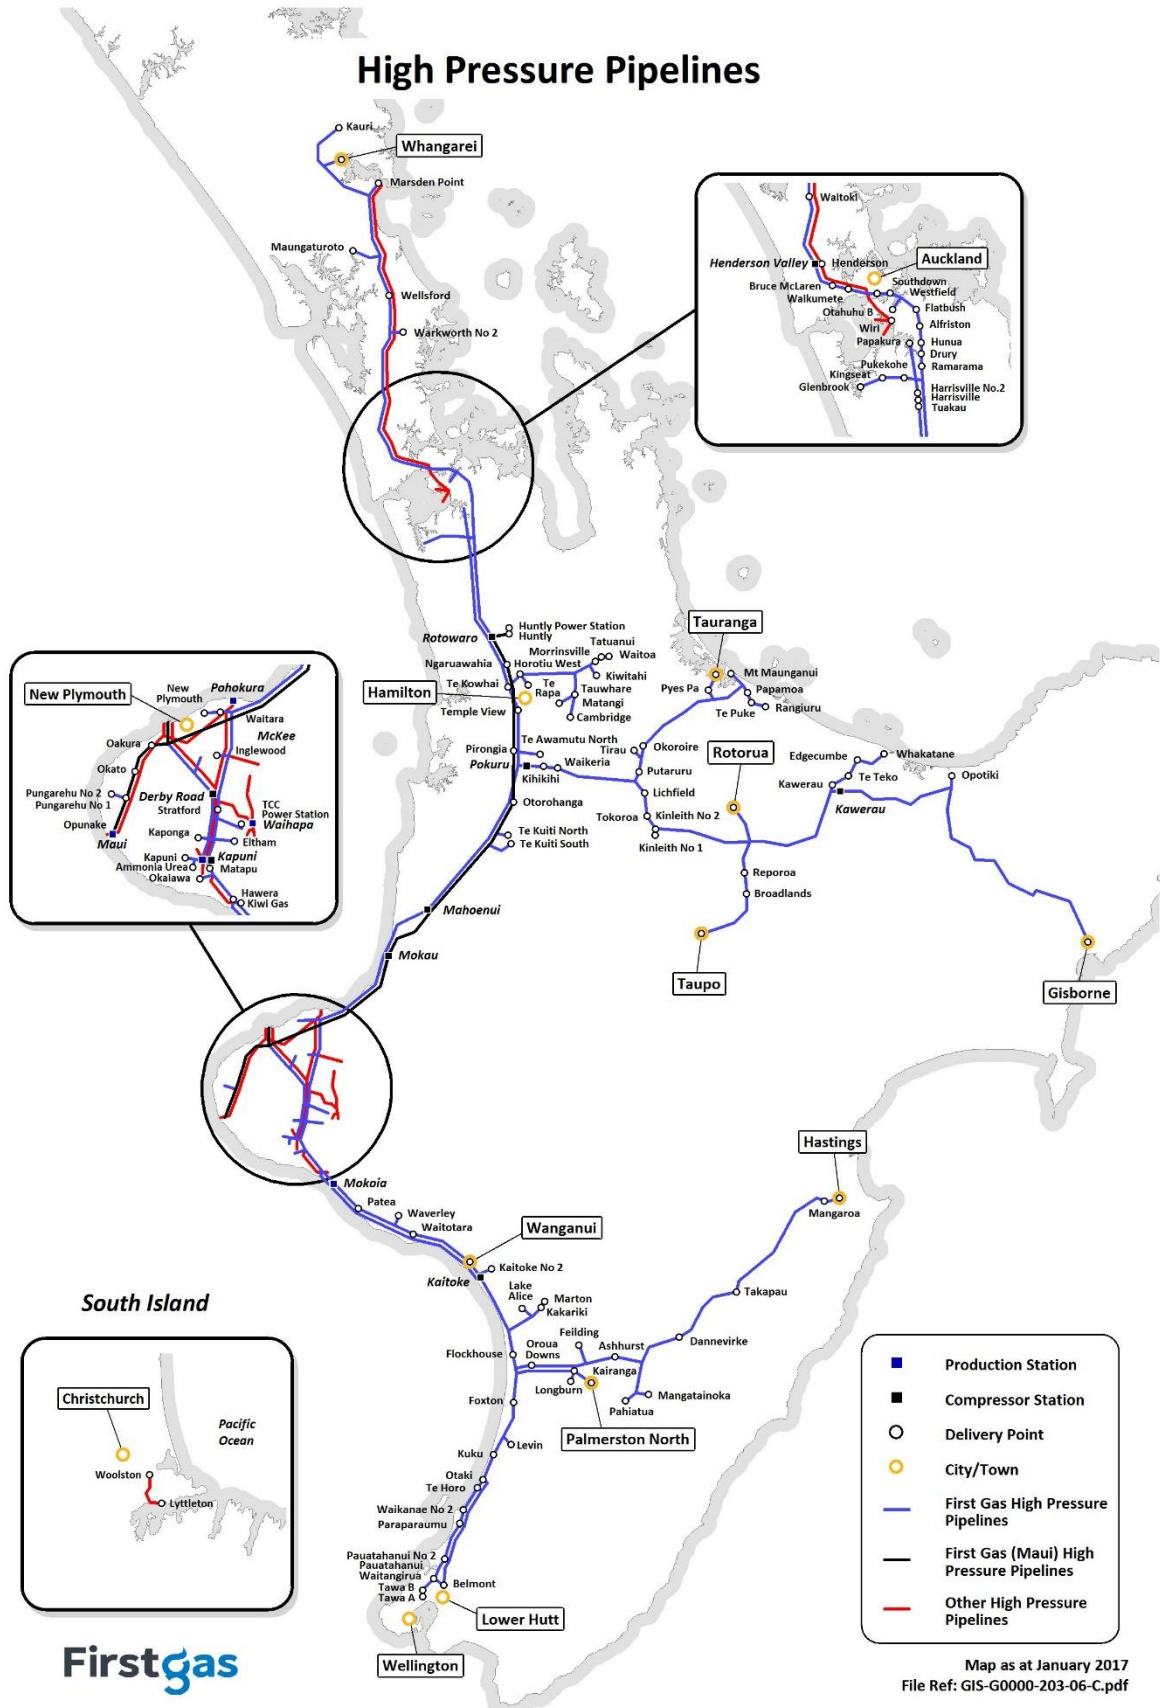 High Pressure Pipelines
Kauri
Whangarei
Marsden Point
Maungaturoto
Wellsford
Warkworth No 2
Waitoki
Henderson Valley
Henderson
Auckland
Bruce McLaren
Waikumete
Southdown
Westfield
Otahuhu B
Flatbush
Wiri
Alfriston
Papakura
Hunua
Drury
Pukekohe
Ramarama
Kingseat
Glenbrook
Harrisville No.2
Harrisville
Tuakau
Rotowaro
Huntly Power Station
Huntly
Ngaruawahia
Horotiu West
Morrinsville
Tatuanui
Waitoa
Kiwitahi
Te Kowhai
Te
Rapa
Tauwhare
Matangi
Cambridge
Hamilton
Temple View
Tauranga
Mt Maunganui
Pyes Pa
Papamoa
Te Puke
Rangiuru
Pirongia
Te Awamutu North
Pokuru
Kihikihi
Waikeria
Tirau
Okoroire
Putaruru
Rotorua
Edgecumbe
Whakatane
Te Teko
Kawerau
Kawerau
Opotiki
Otorohanga
Lichfield
Tokoroa
Kinleith No 2
Kinleith No 1
Te Kuiti North
Te Kuiti South
Reporoa
Broadlands
Taupo
Gisborne
Mahoenui
Mokau
New Plymouth
New
Plymouth
Pohokura
Waitara
McKee
Oakura
Inglewood
Okato
Pungarehu No 2
Pungarehu No 1
Derby Road
Stratford
TCC
Power Station
Waihapa
Opunake
Maui
Kaponga
Eltham
Kapuni
Kapuni
Ammonia Urea
Matapu
Okaiawa
Hawera
Kiwi Gas
Mokoia
Patea
Waverley
Waitotara
Wanganui
Kaitoke No 2
Kaitoke
Lake
Alice
Marton
Kakariki
Hastings
Mangaroa
Takapau
Dannevirke
Flockhouse
Oroua
Downs
Feilding
Ashhurst
Kairanga
Longburn
Mangatainoka
Pahiatua
Foxton
Palmerston North
Levin
Kuku
Otaki
Te Horo
Waikanae No 2
Paraparaumu
Pauatahanui No 2
Pauatahanui
Waitangirua
Tawa B
Tawa A
Belmont
Lower Hutt
Wellington
South Island
Christchurch
Pacific
Ocean
Woolston
Lyttleton
Production Station
Compressor Station
Delivery Point
City/Town
First Gas High Pressure
Pipelines
First Gas (Maui) High
Pressure Pipelines
Other High Pressure
Pipelines
Firstgas
Map as at January 2017
File Ref: GIS-G0000-203-06-C.pdf